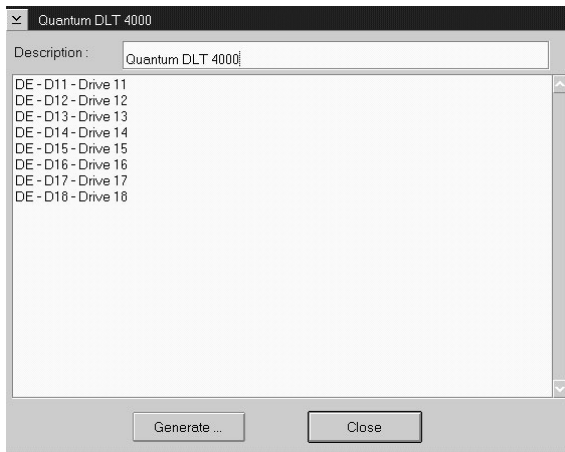 Quantum DLT 4000
Description : Quantum DLT 4000
DE - D11 - Drive 11
DE - D12 - Drive 12
DE - D13 - Drive 13
DE - D14 - Drive 14
DE - D15 - Drive 15
DE - D16 - Drive 16
DE - D17 - Drive 17
DE - D18 - Drive 18
Generate ... Close